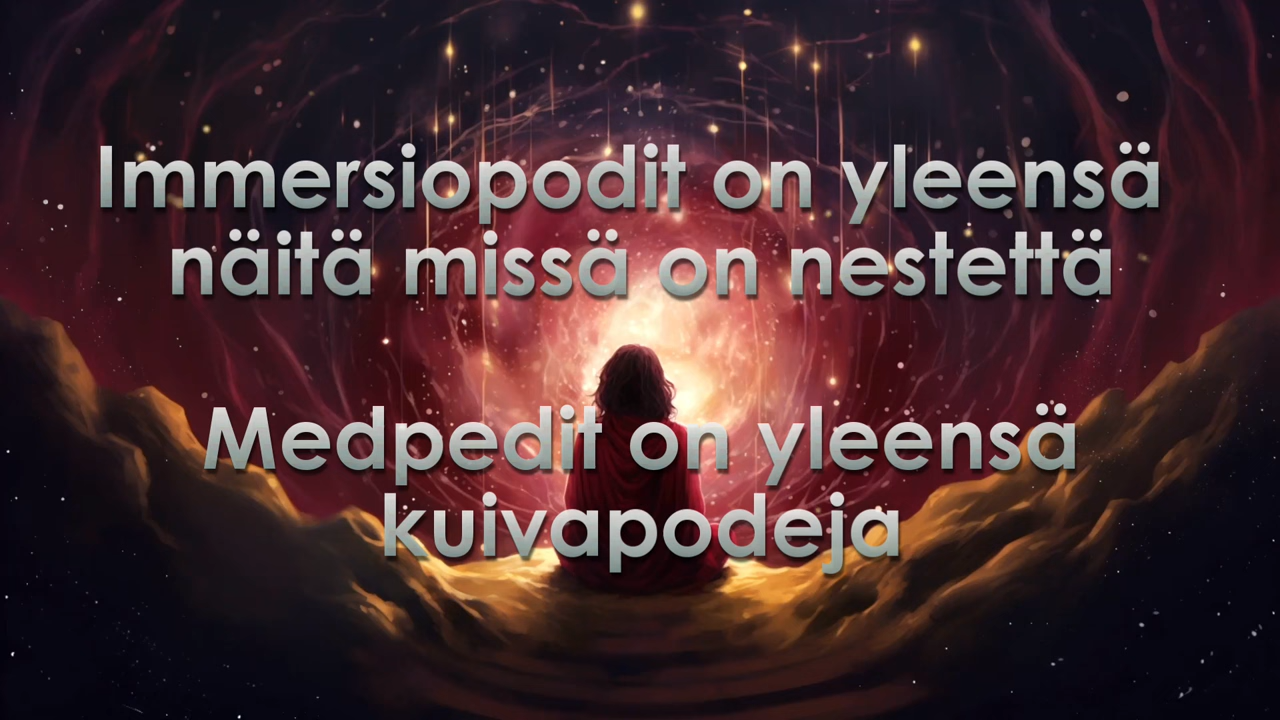 Immersiopodit on yleensä
näitä missä on nestettä
Medpedit on yleensä
kuivapodeja